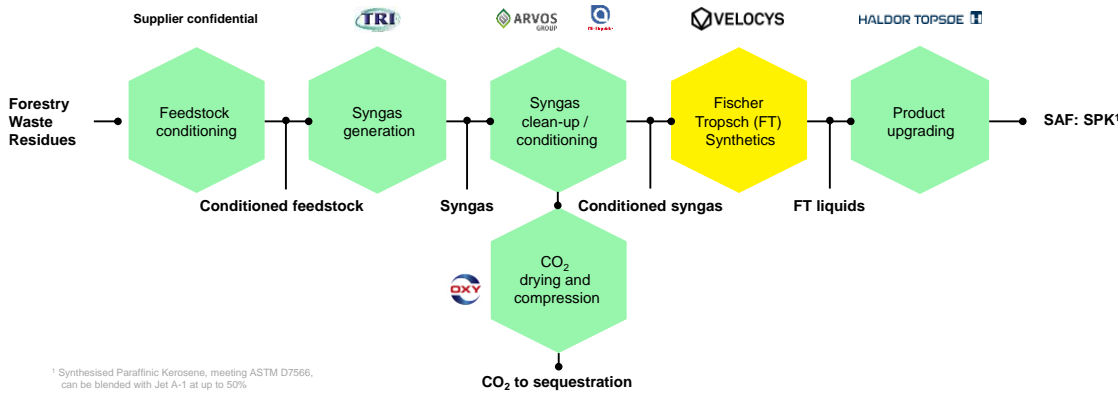 Supplier confidential
TRI
ARVOS
GROUP
Air Liquide
VELOCYS
HALDOR TOPSØE
Forestry
Waste
Residues
Feedstock
conditioning
Syngas
generation
Syngas
clean-up /
conditioning
Fischer
Tropsch (FT)
Synthetics
Product
upgrading
SAF: SPK¹
Conditioned feedstock
Syngas
Conditioned syngas
FT liquids
OXY
CO₂
drying and
compression
CO₂ to sequestration
¹ Synthesised Paraffinic Kerosene, meeting ASTM D7566,
can be blended with Jet A-1 at up to 50%